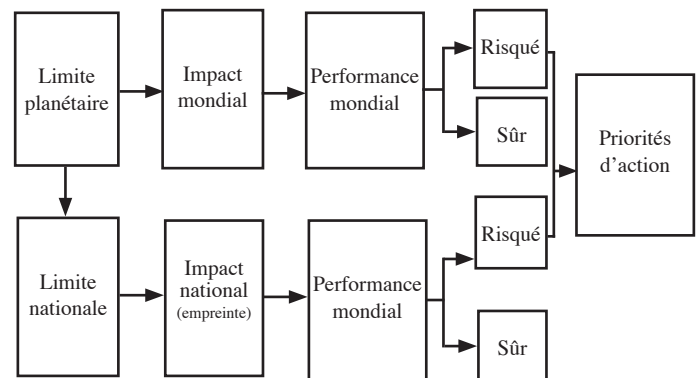 Limite
planétaire
Impact
mondial
Performance
mondial
Risqué
Sûr
Priorités
d'action
Limite
nationale
Impact
national
(empreinte)
Performance
mondial
Risqué
Sûr